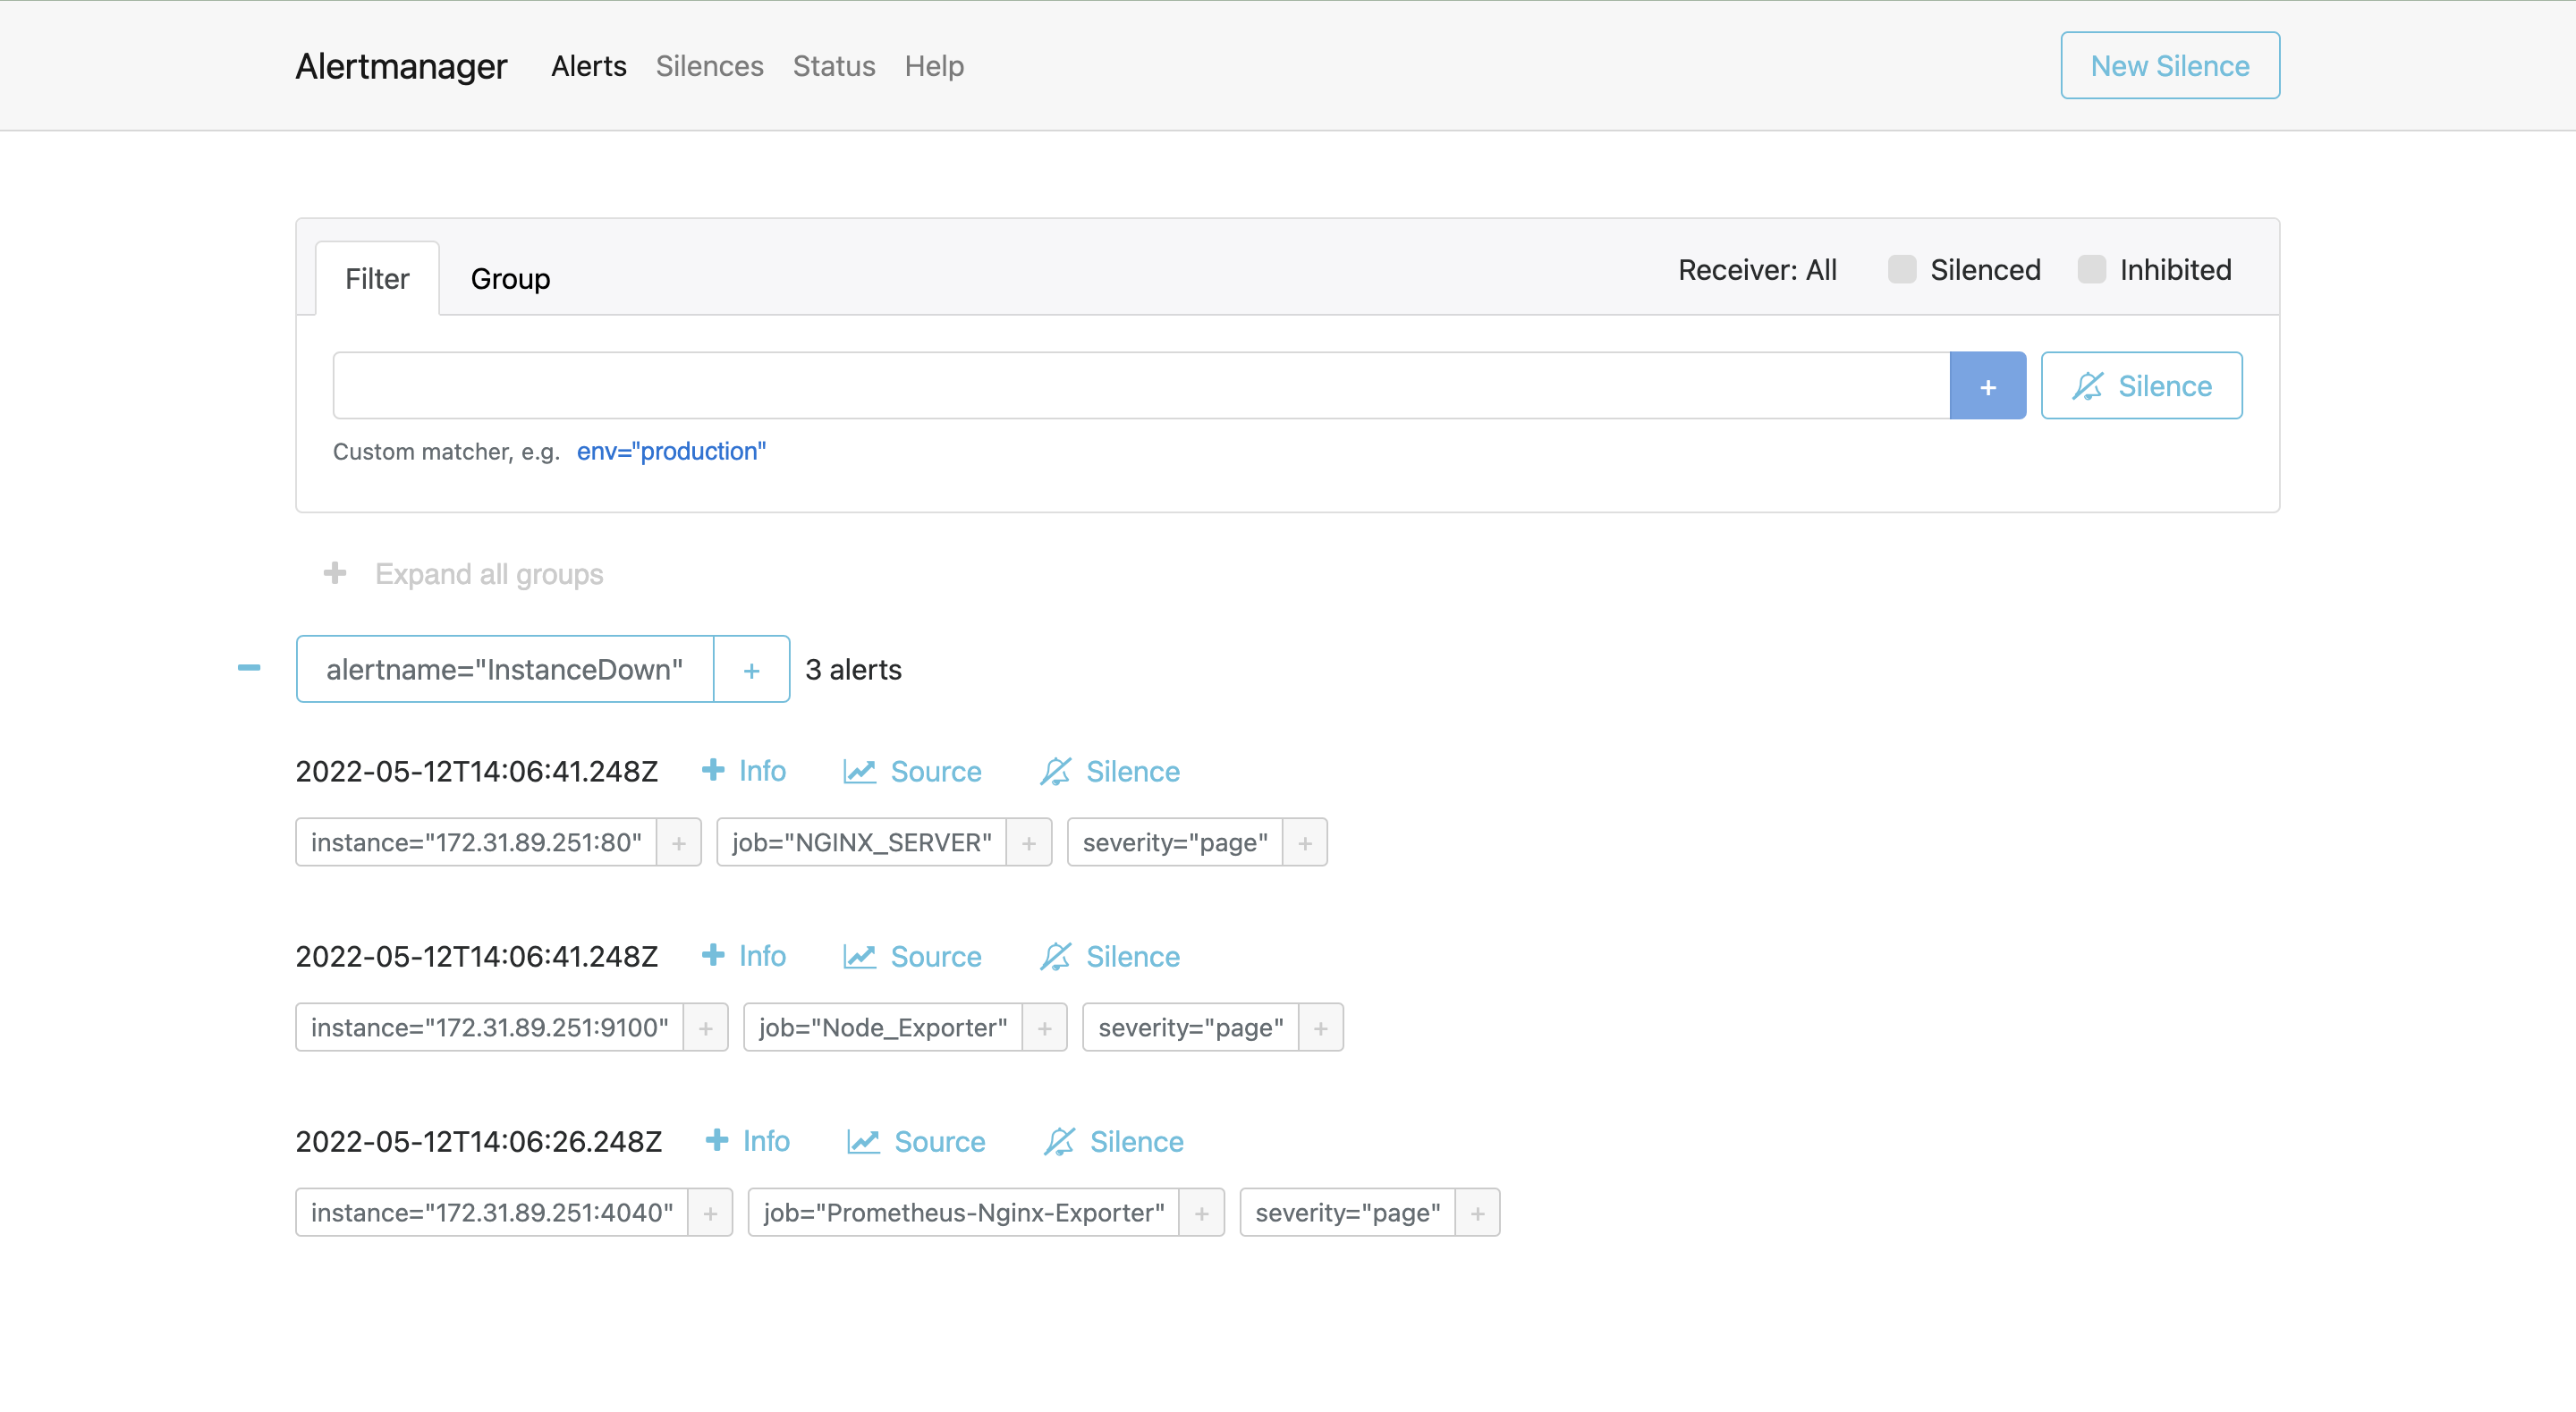 Alertmanager Alerts Silences Status Help New Silence
Filter Group Receiver: All Silenced Inhibited
+ Silence
Custom matcher, e.g. env="production"
+ Expand all groups
alertname="InstanceDown" + 3 alerts
2022-05-12T14:06:41.248Z + Info Source Silence
instance="172.31.89.251:80" + job="NGINX_SERVER" + severity="page" +
2022-05-12T14:06:41.248Z + Info Source Silence
instance="172.31.89.251:9100" + job="Node_Exporter" + severity="page" +
2022-05-12T14:06:26.248Z + Info Source Silence
instance="172.31.89.251:4040" + job="Prometheus-Nginx-Exporter" + severity="page" +